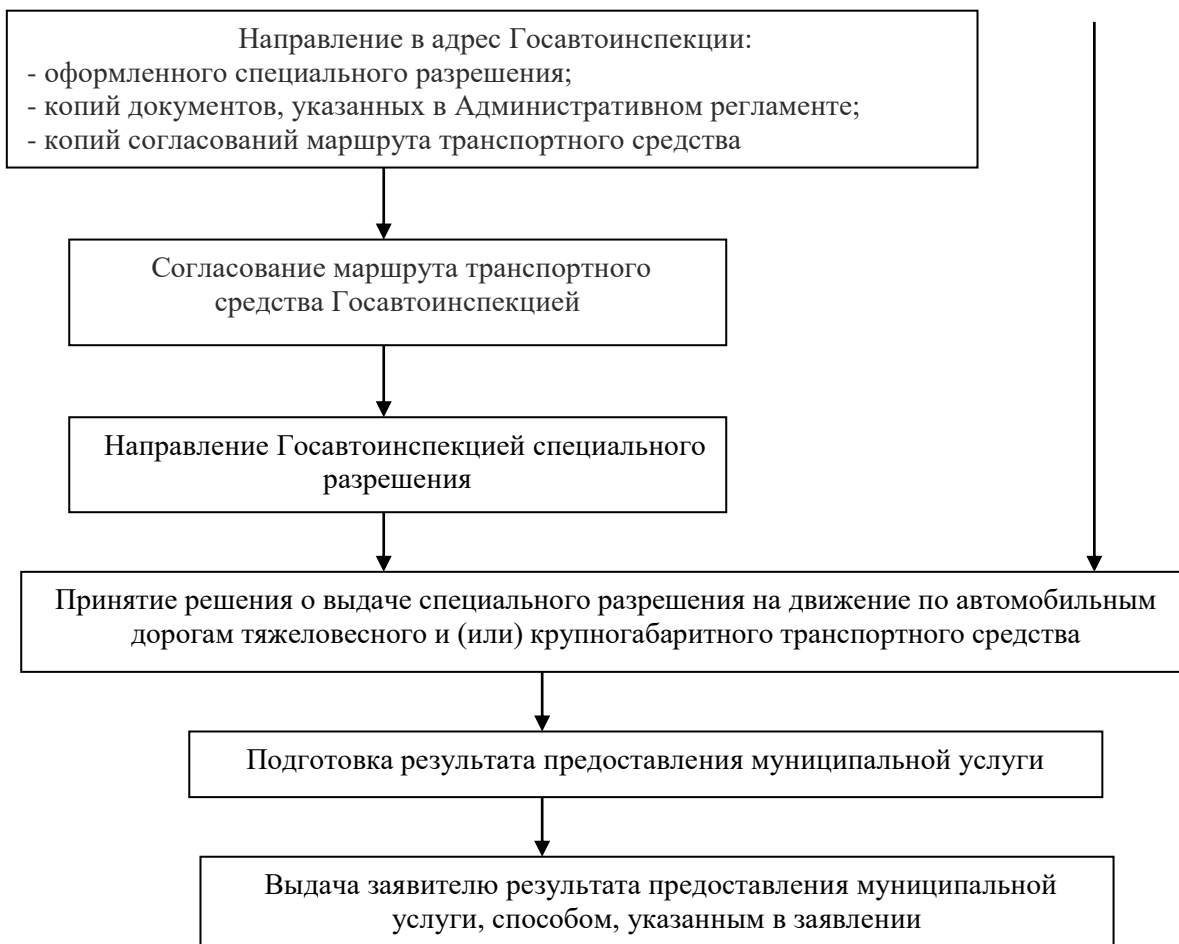 Направление в адрес Госавтоинспекции:
- оформленного специального разрешения;
- копий документов, указанных в Административном регламенте;
- копий согласований маршрута транспортного средства
Согласование маршрута транспортного
средства Госавтоинспекцией
Направление Госавтоинспекцией специального
разрешения
Принятие решения о выдаче специального разрешения на движение по автомобильным
дорогам тяжеловесного и (или) крупногабаритного транспортного средства
Подготовка результата предоставления муниципальной услуги
Выдача заявителю результата предоставления муниципальной
услуги, способом, указанным в заявлении